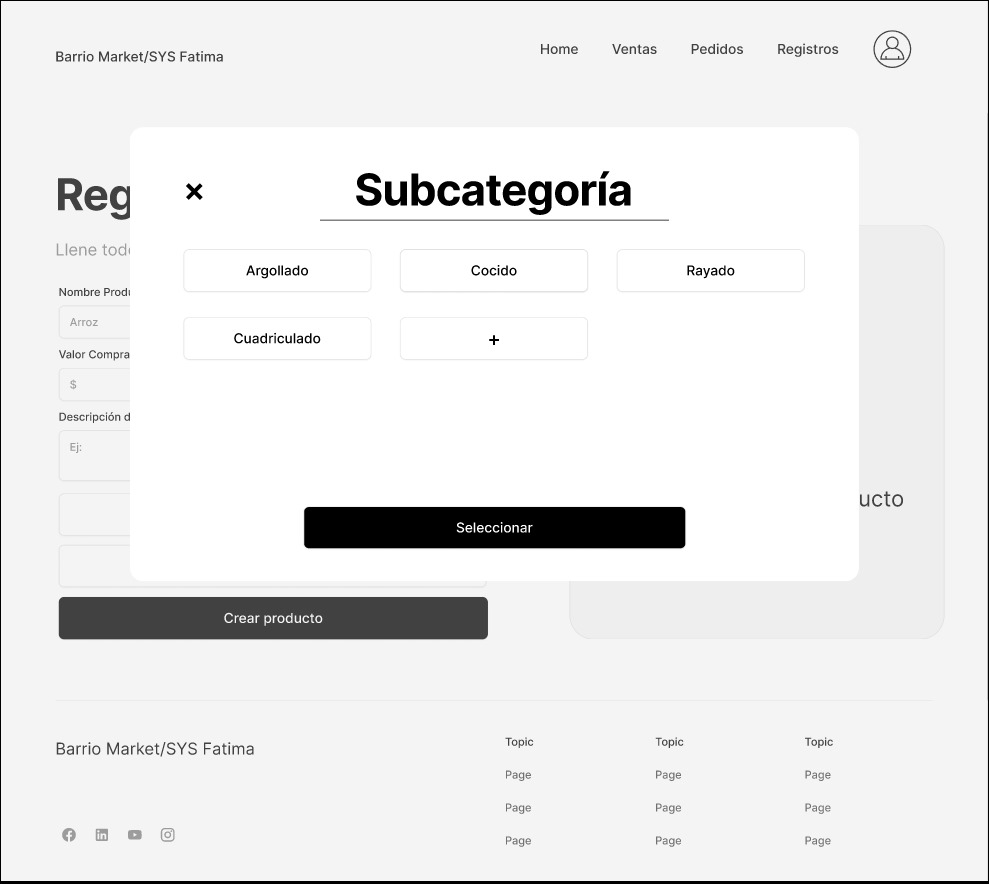 Barrio Market/SYS Fatima
Home Ventas Pedidos Registros
Reg
Subcategoría
Llene tod
Argollado Cocido Rayado
Nombre Produ
Arroz
Cuadriculado +
Valor Compra
$
Descripción d
Ej:
ucto
Seleccionar
Crear producto
Barrio Market/SYS Fatima
Topic Topic Topic
Page Page Page
Page Page Page
Page Page Page